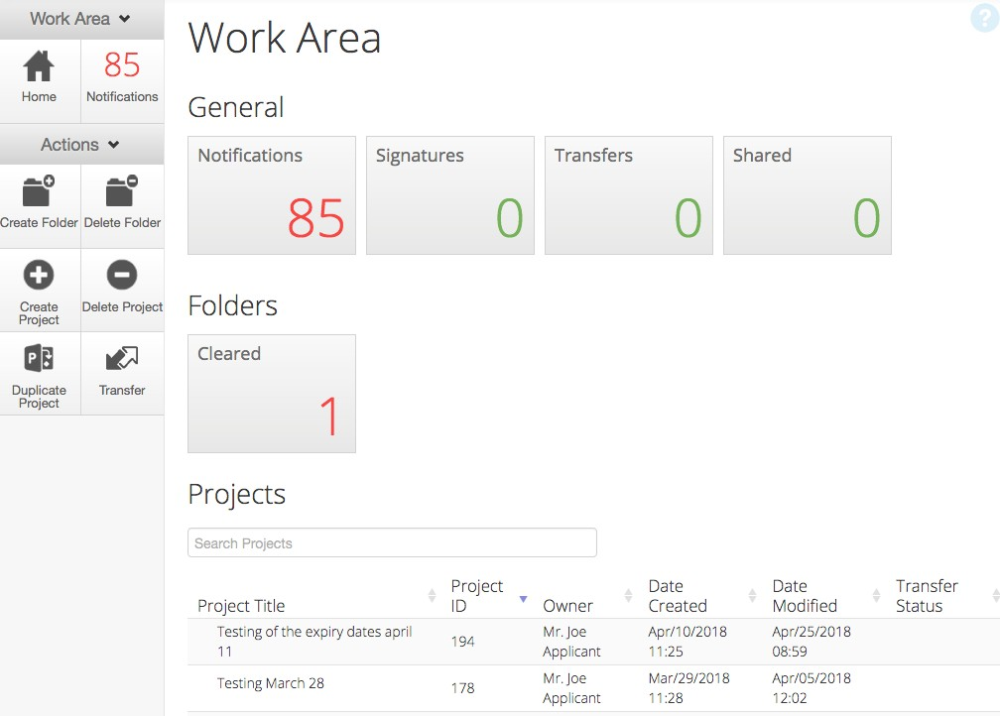 Work Area
Home
85
Notifications
Actions
Create Folder
Delete Folder
Create
Project
Delete Project
Duplicate
Project
Transfer
?
Work Area
General
Notifications
85
Signatures
0
Transfers
0
Shared
0
Folders
Cleared
1
Projects
Search Projects
Project Title
Project
ID
Owner
Date
Created
Date
Modified
Transfer
Status
Testing of the expiry dates april
11
194
Mr. Joe
Applicant
Apr/10/2018
11:25
Apr/25/2018
08:59
Testing March 28
178
Mr. Joe
Applicant
Mar/29/2018
11:28
Apr/05/2018
12:02